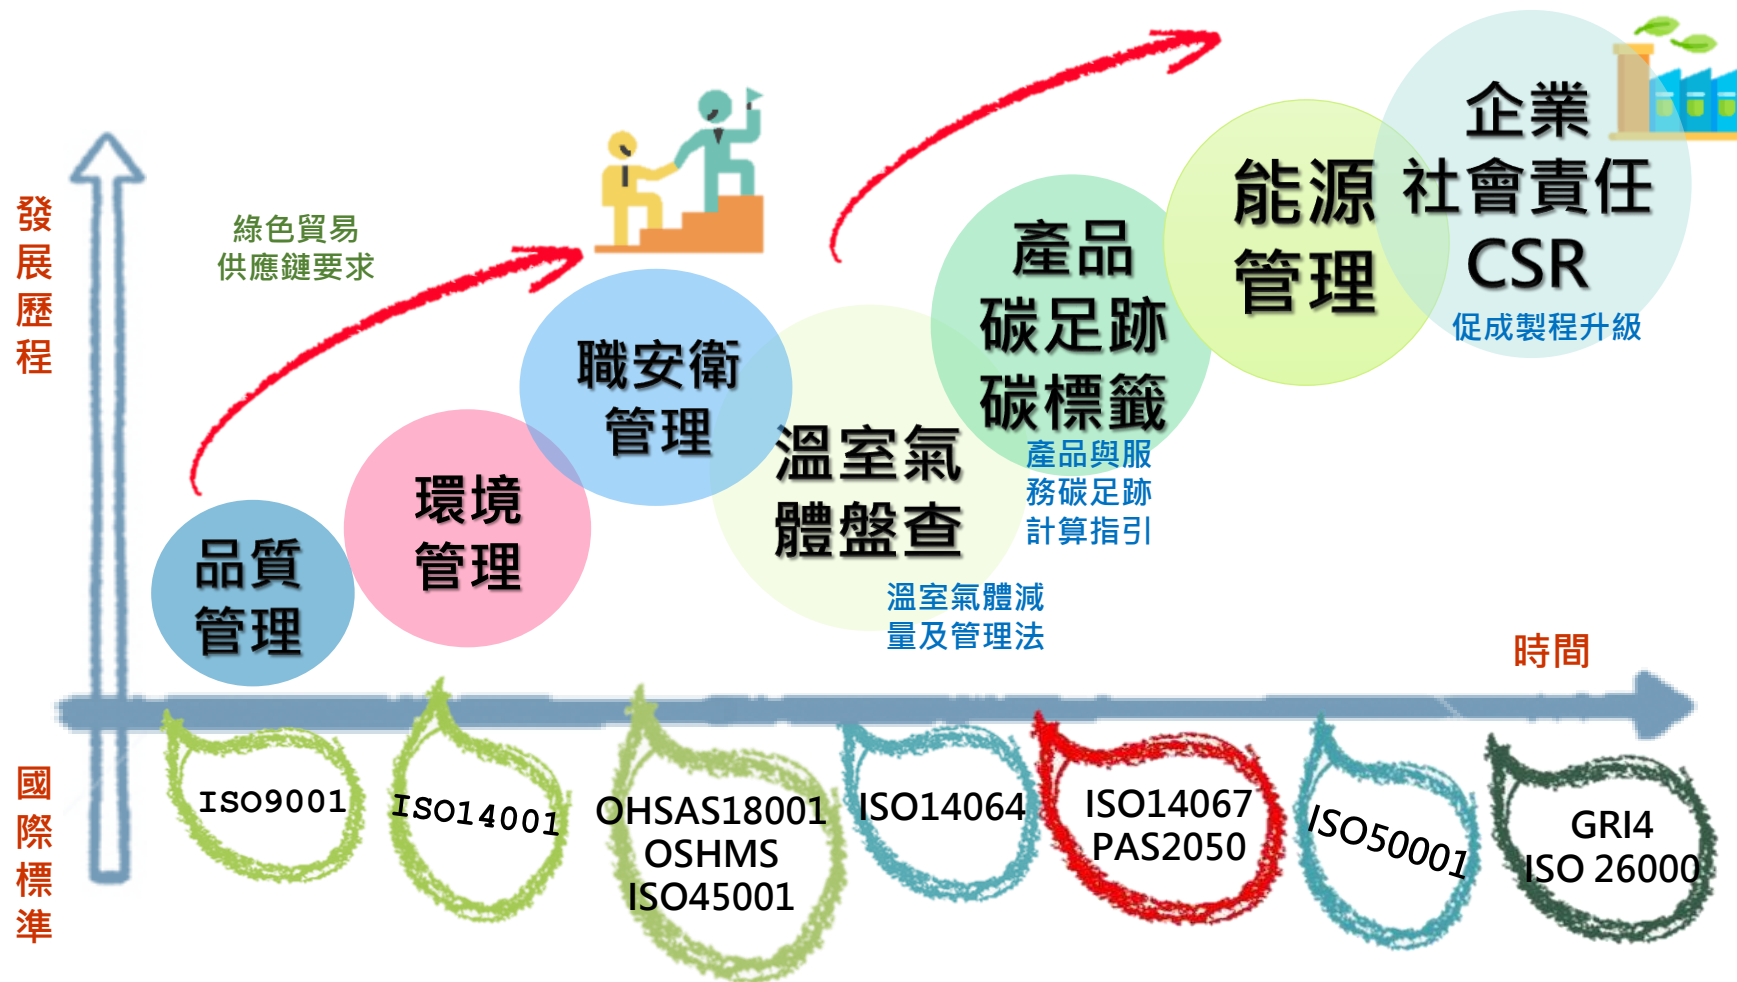 發展歷程
綠色貿易
供應鏈要求
品質
管理
環境
管理
職安衛
管理
溫室氣
體盤查
溫室氣體減
量及管理法
產品
碳足跡
碳標籤
產品與服
務碳足跡
計算指引
能源
管理
企業
社會責任
CSR
促成製程升級
時間
國際標準
ISO9001
ISO14001
OHSAS18001
OSHMS
ISO45001
ISO14064
ISO14067
PAS2050
ISO50001
GRI4
ISO 26000